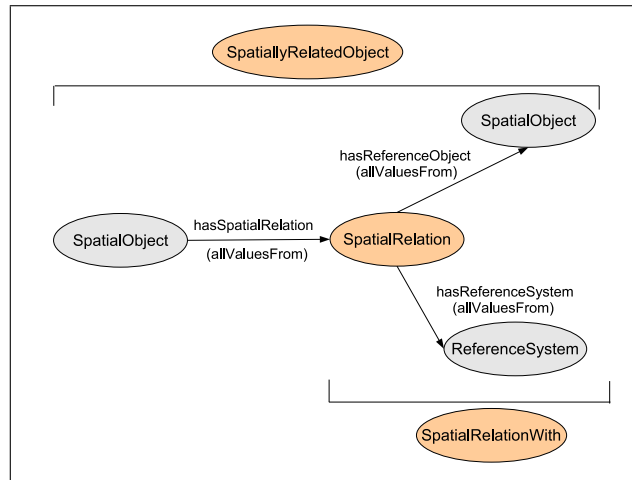 SpatiallyRelatedObject
SpatialObject
hasReferenceObject
(allValuesFrom)
hasSpatialRelation
SpatialObject
SpatialRelation
(allValuesFrom)
hasReferenceSystem
(allValuesFrom)
ReferenceSystem
SpatialRelationWith